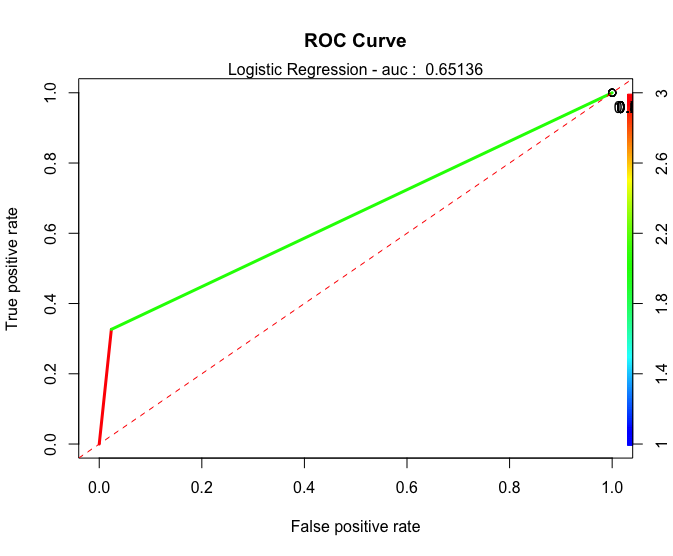 ROC Curve
Logistic Regression - auc : 0.65136
True positive rate
1.0
0.8
0.6
0.4
0.2
0.0
0.0 0.2 0.4 0.6 0.8 1.0
False positive rate
3
2.6
2.2
1.8
1.4
1